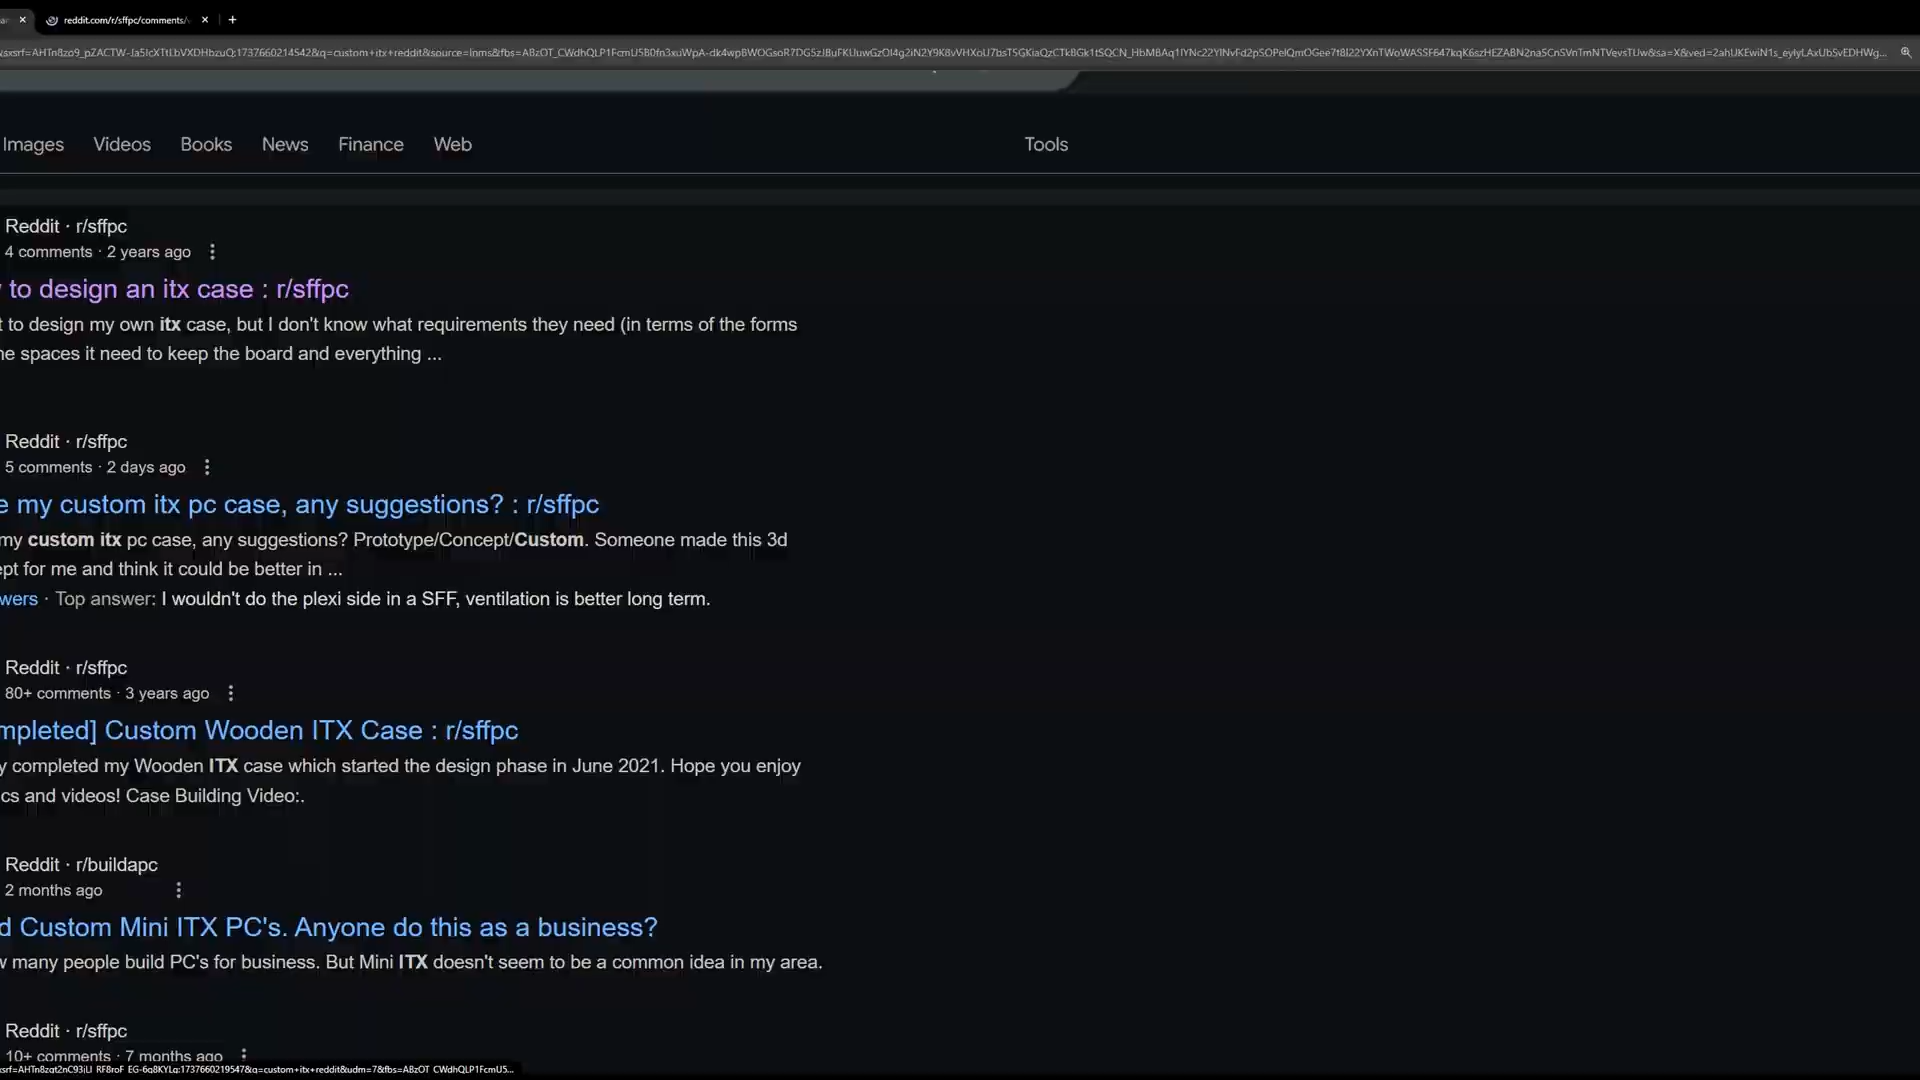 reddit.com/r/sffpc/comments/
Images Videos Books News Finance Web Tools
Reddit · r/sffpc
4 comments · 2 years ago
to design an itx case : r/sffpc
to design my own itx case, but I don't know what requirements they need (in terms of the forms
spaces it need to keep the board and everything ...
Reddit · r/sffpc
5 comments · 2 days ago
my custom itx pc case, any suggestions? : r/sffpc
my custom itx pc case, any suggestions? Prototype/Concept/Custom. Someone made this 3d
for me and think it could be better in ...
wers · Top answer: I wouldn't do the plexi side in a SFF, ventilation is better long term.
Reddit · r/sffpc
80+ comments · 3 years ago
mpleted] Custom Wooden ITX Case : r/sffpc
y completed my Wooden ITX case which started the design phase in June 2021. Hope you enjoy
cs and videos! Case Building Video:.
Reddit · r/buildapc
2 months ago
d Custom Mini ITX PC's. Anyone do this as a business?
w many people build PC's for business. But Mini ITX doesn't seem to be a common idea in my area.
Reddit · r/sffpc
10+ comments · 7 months ago